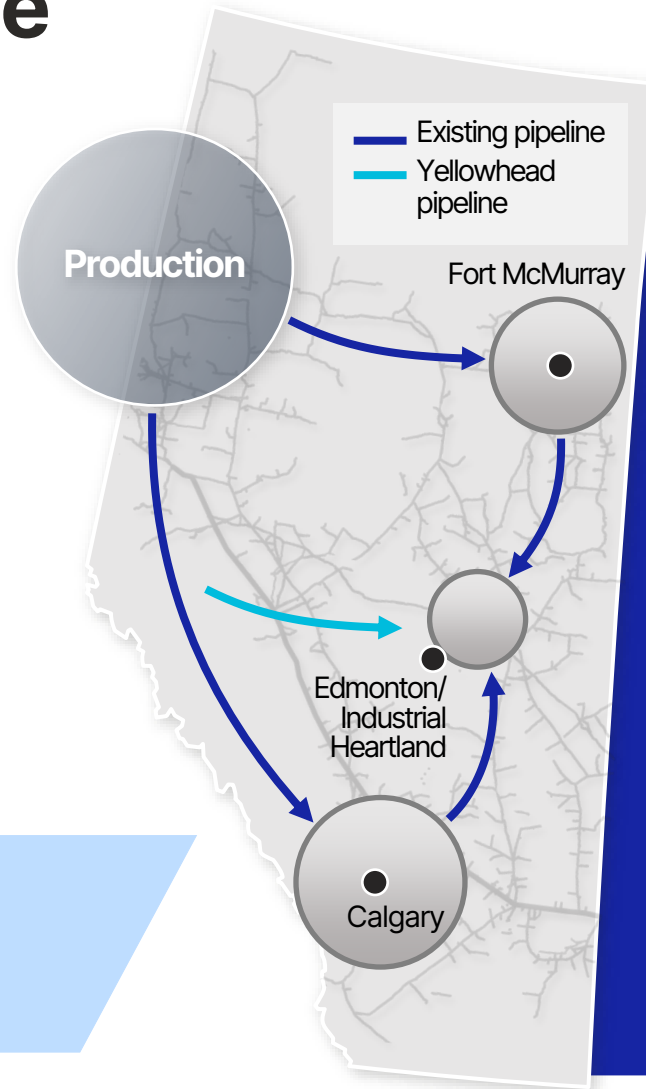 e
Existing pipeline
Yellowhead
pipeline
Production
Fort McMurray
Edmonton/
Industrial
Heartland
Calgary